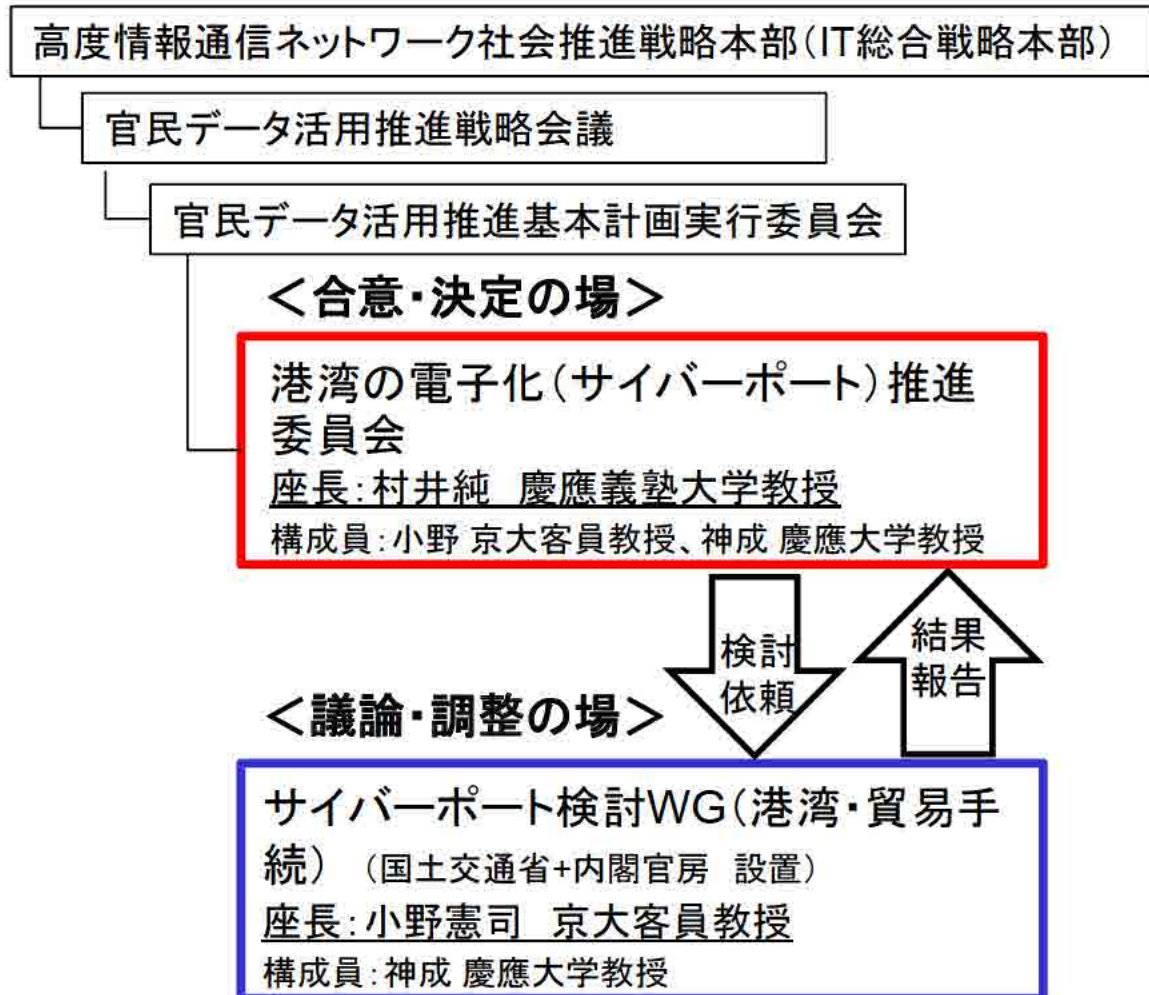 高度情報通信ネットワーク社会推進戦略本部(IT総合戦略本部)
官民データ活用推進戦略会議
官民データ活用推進基本計画実行委員会
<合意・決定の場>
港湾の電子化(サイバーポート)推進
委員会
座長:村井純 慶應義塾大学教授
構成員:小野 京大客員教授、神成 慶應大学教授
検討
依頼
結果
報告
<議論・調整の場>
サイバーポート検討WG(港湾・貿易手
続) (国土交通省+内閣官房 設置)
座長:小野憲司 京大客員教授
構成員:神成 慶應大学教授